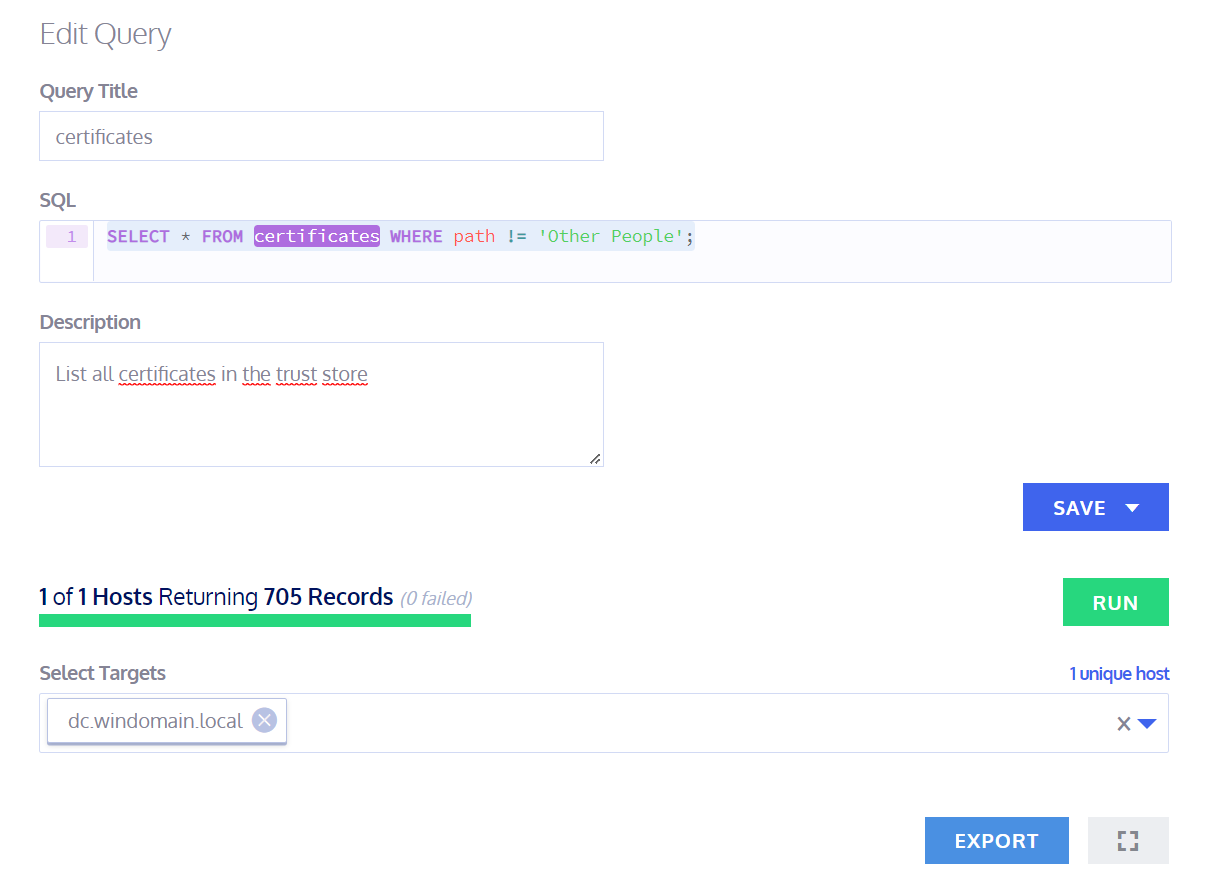 Edit Query
Query Title
certificates
SQL
1 SELECT * FROM certificates WHERE path != 'Other People';
Description
List all certificates in the trust store
SAVE
1 of 1 Hosts Returning 705 Records (0 failed)
RUN
Select Targets
1 unique host
dc.windomain.local
EXPORT